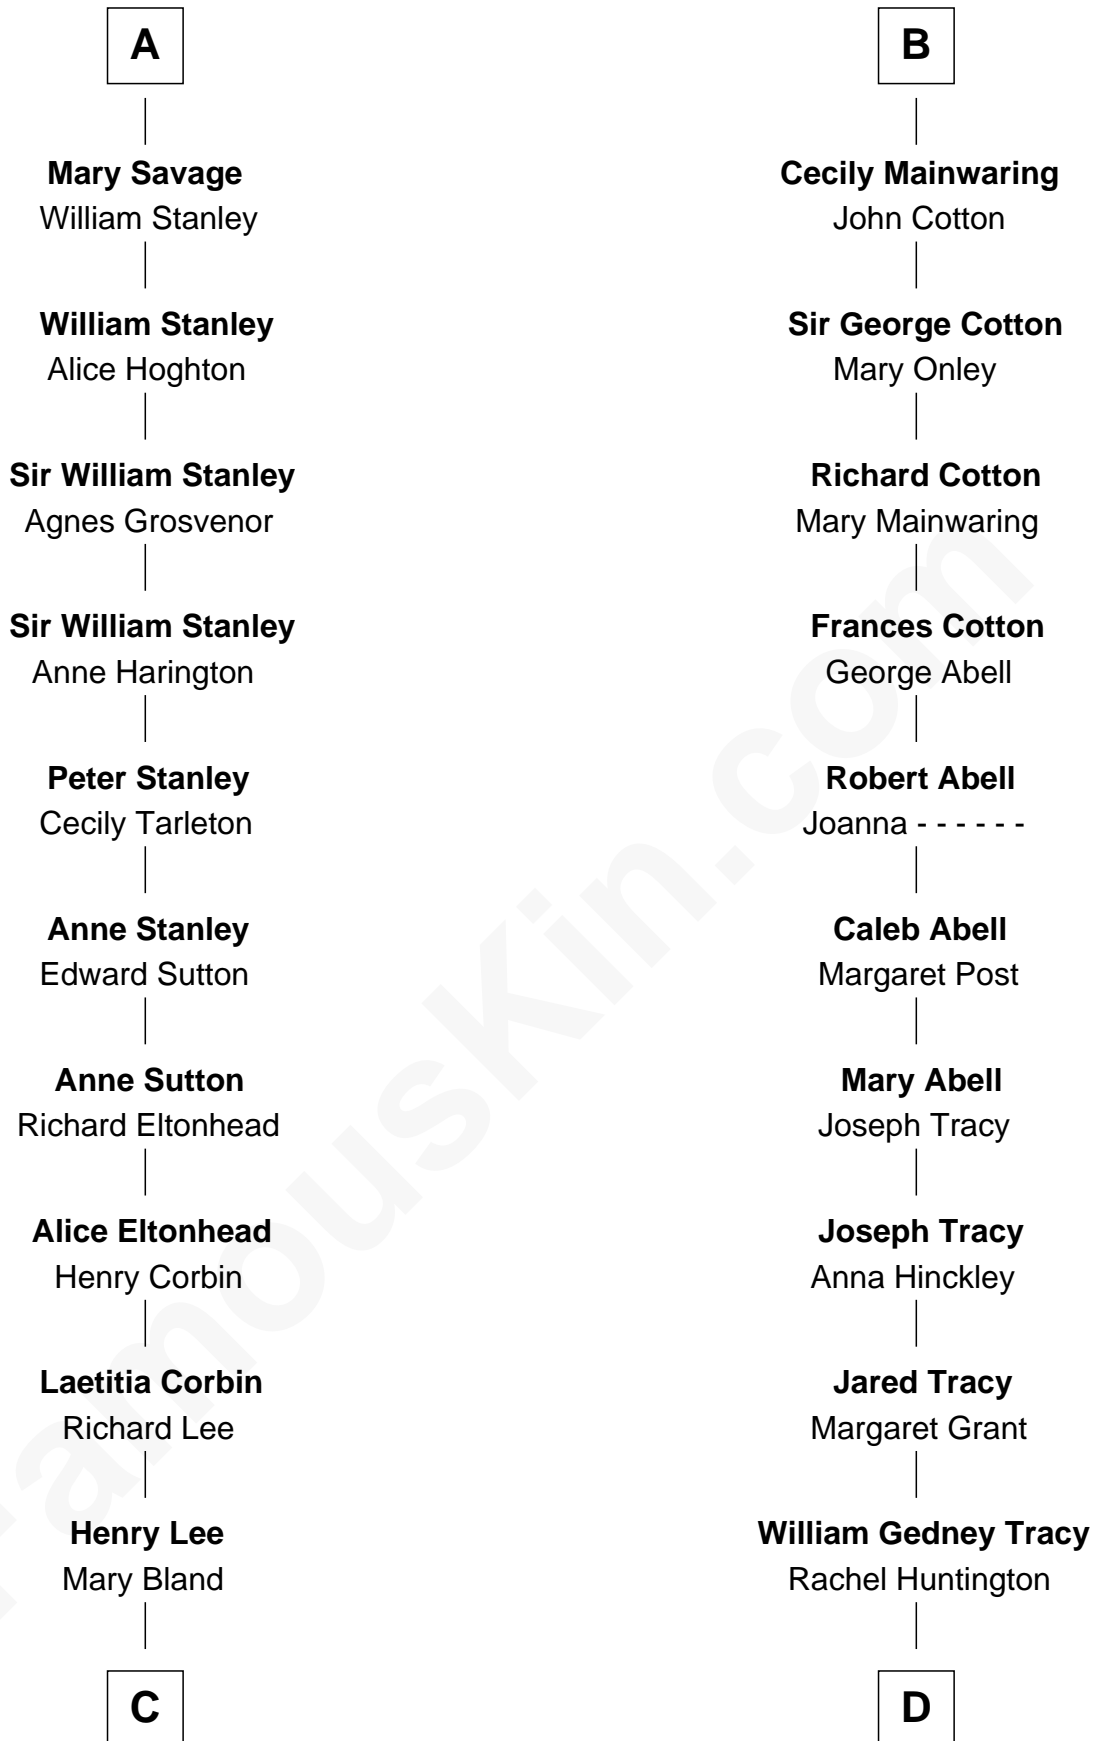 A
Mary Savage
William Stanley
William Stanley
Alice Hoghton
Sir William Stanley
Agnes Grosvenor
Sir William Stanley
Anne Harington
Peter Stanley
Cecily Tarleton
Anne Stanley
Edward Sutton
Anne Sutton
Richard Eltonhead
Alice Eltonhead
Henry Corbin
Laetitia Corbin
Richard Lee
Henry Lee
Mary Bland
C
B
Cecily Mainwaring
John Cotton
Sir George Cotton
Mary Onley
Richard Cotton
Mary Mainwaring
Frances Cotton
George Abell
Robert Abell
Joanna - - - - - -
Caleb Abell
Margaret Post
Mary Abell
Joseph Tracy
Joseph Tracy
Anna Hinckley
Jared Tracy
Margaret Grant
William Gedney Tracy
Rachel Huntington
D
FamousKin.com